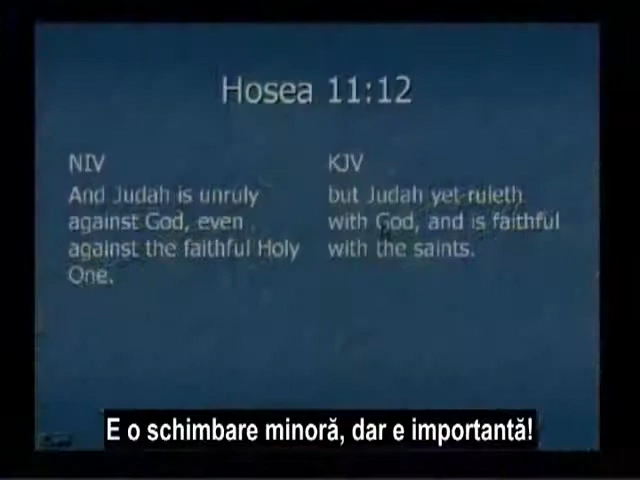 Hosea 11:12
NIV
And Judah is unruly
against God, even
against the faithful Holy
One.
KJV
but Judah yet ruleth
with God, and is faithful
with the saints.
E o schimbare minoră, dar e importantă!